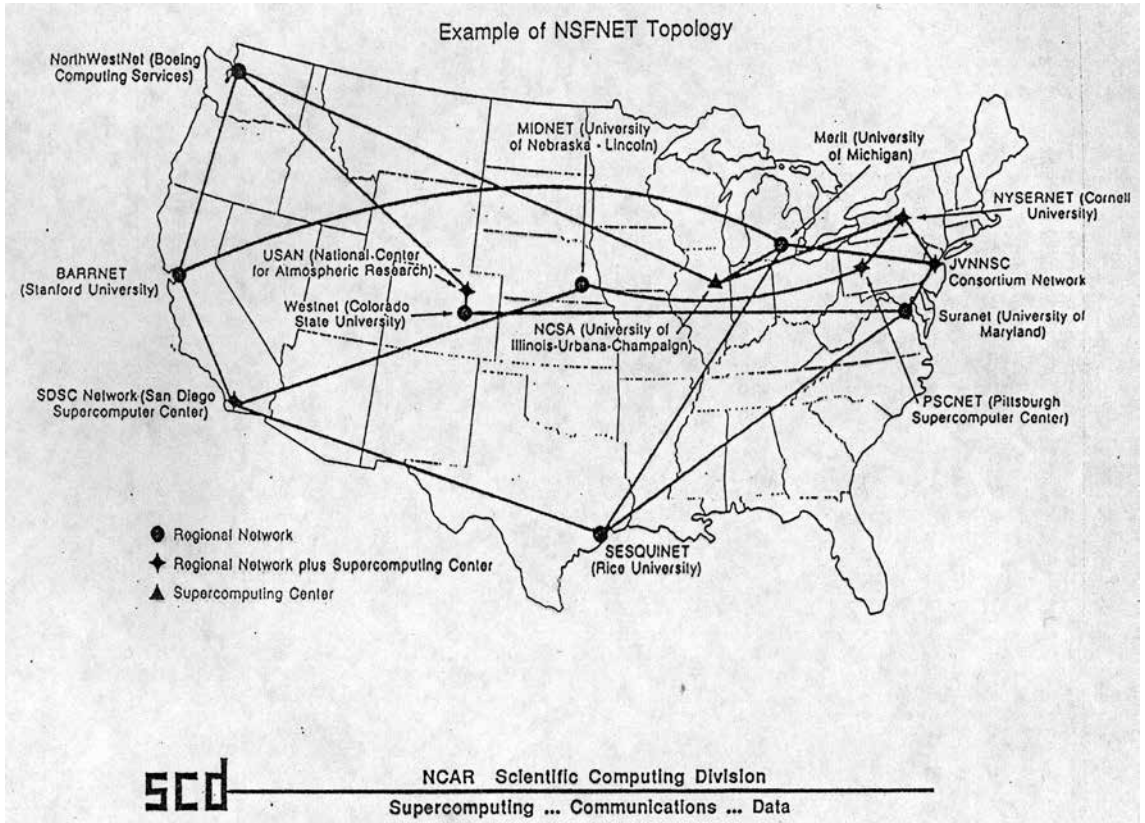 Example of NSFNET Topology
NorthWestNet (Boeing
Computing Services)
MIDNET (University
of Nebraska - Lincoln)
Merit (University
of Michigan)
NYSERNET (Cornell
University)
USAN (National Center
for Atmospheric Research)
BARRNET
(Stanford University)
JVNNSC
Consortium Network
Westnet (Colorado
State University)
NCSA (University of
Illinois-Urbana-Champaign)
Suranet (University of
Maryland)
SDSC Network (San Diego
Supercomputer Center)
PSCNET (Pittsburgh
Supercomputer Center)
SESQUINET
(Rice University)
Regional Network
Regional Network plus Supercomputing Center
Supercomputing Center
scd
NCAR Scientific Computing Division
Supercomputing ... Communications ... Data